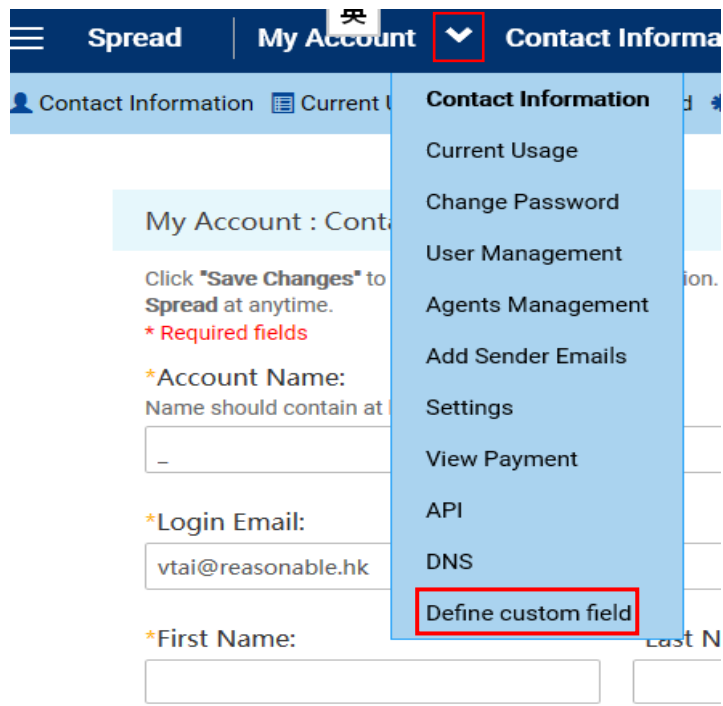 英
Spread My Account Contact Informa
Contact Information Current U d
Contact Information
Current Usage
Change Password
User Management
Agents Management
Add Sender Emails
Settings
View Payment
API
DNS
Define custom field
My Account : Conta
Click "Save Changes" to ion.
Spread at anytime.
* Required fields
*Account Name:
Name should contain at l
_
*Login Email:
vtai@reasonable.hk
*First Name: Last N